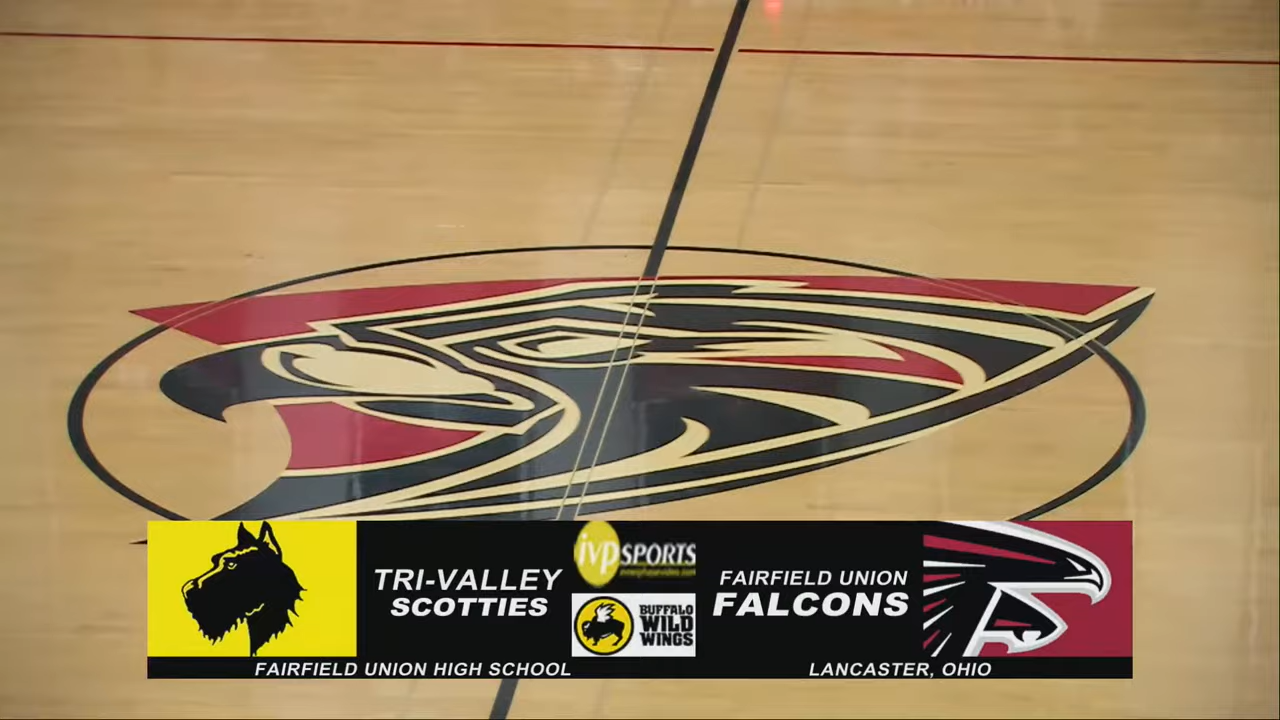 TRI-VALLEY
SCOTTIES
ivpSPORTS
BUFFALO
WILD
WINGS
FAIRFIELD UNION
FALCONS
FAIRFIELD UNION HIGH SCHOOL
LANCASTER, OHIO